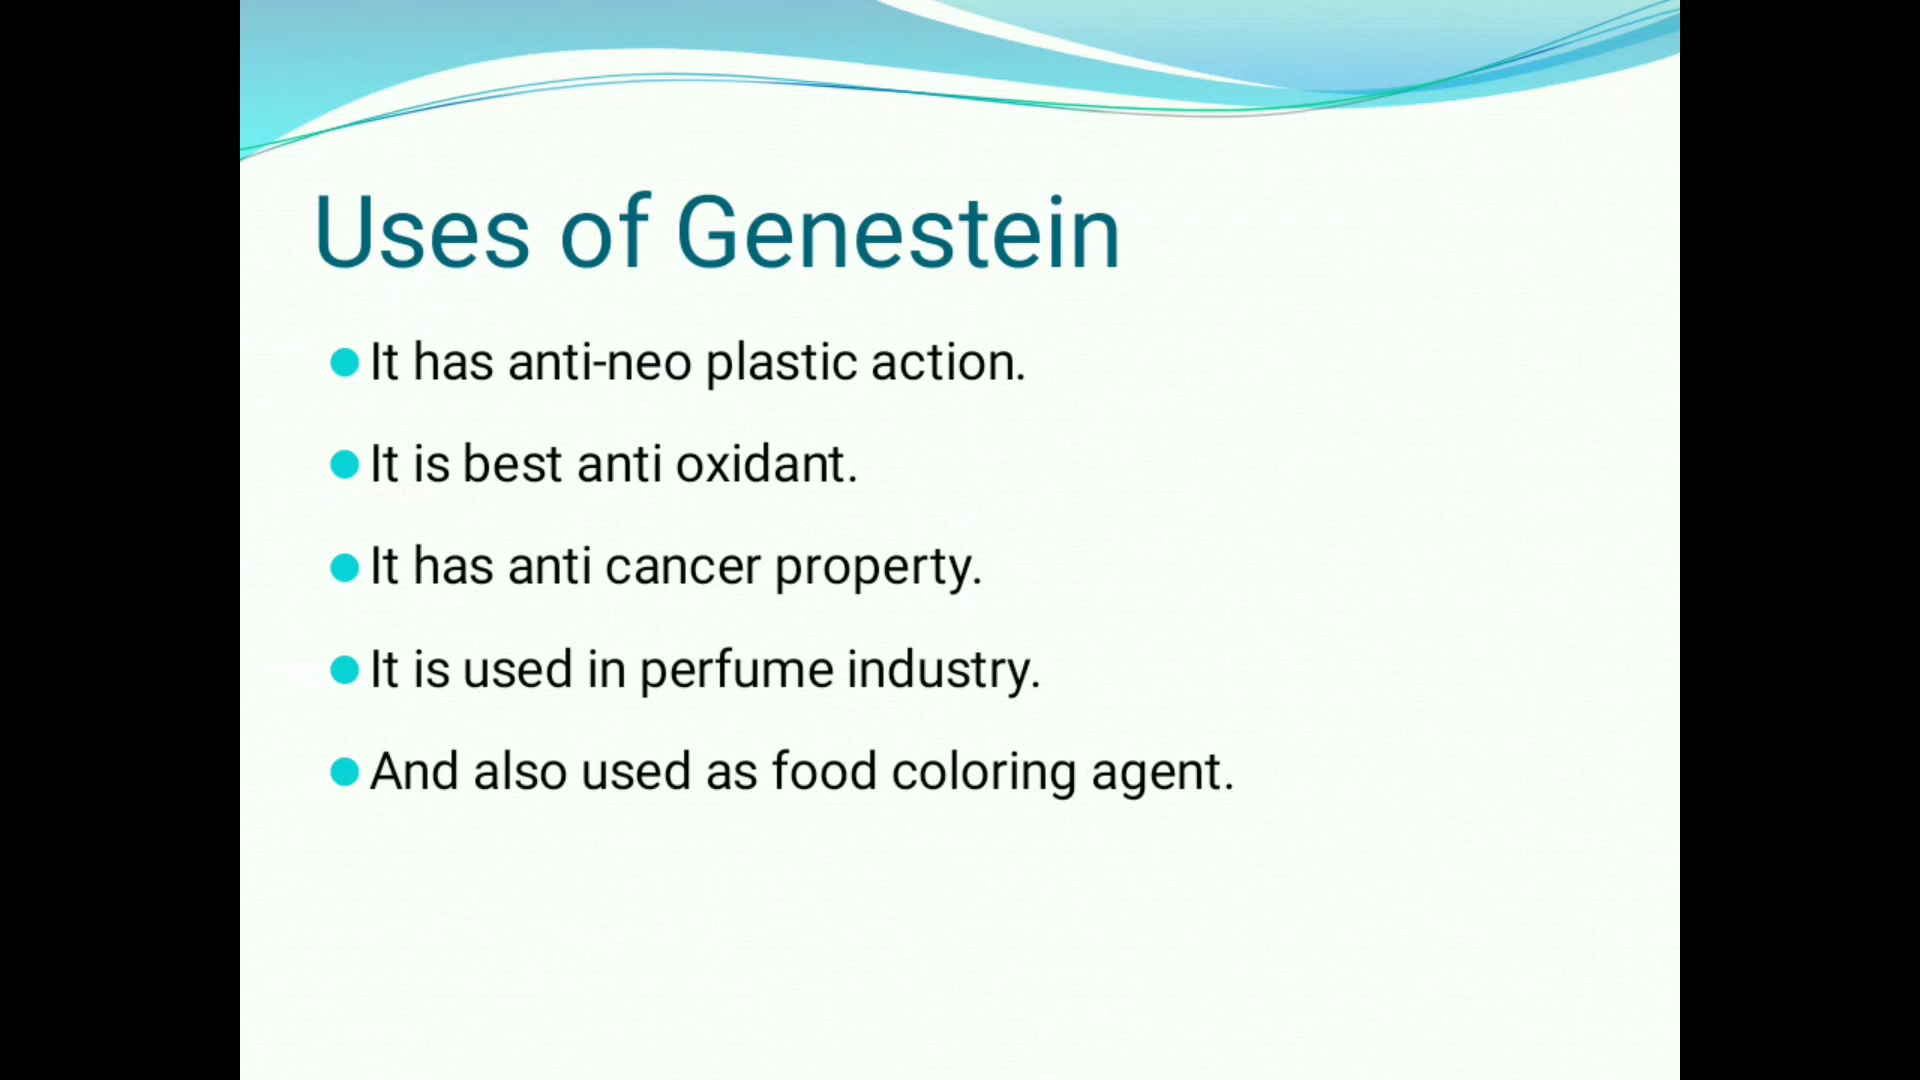 Uses of Genestein
It has anti-neo plastic action.
It is best anti oxidant.
It has anti cancer property.
It is used in perfume industry.
And also used as food coloring agent.